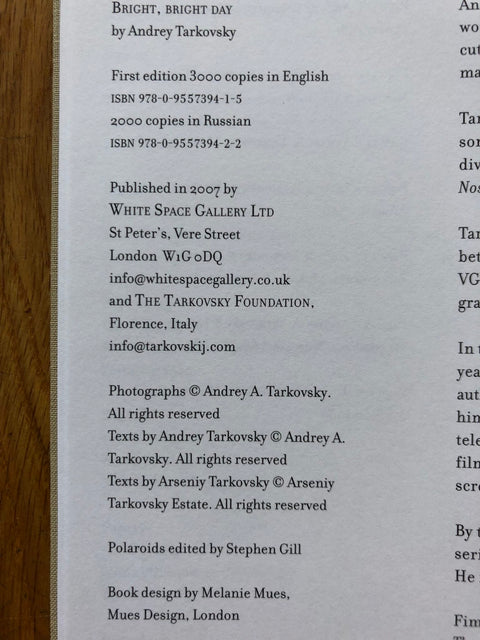 BRIGHT, BRIGHT DAY
by Andrey Tarkovsky
First edition 3000 copies in English
ISBN 978-0-9557394-1-5
2000 copies in Russian
ISBN 978-0-9557394-2-2
Published in 2007 by
WHITE SPACE GALLERY LTD
St Peter's, Vere Street
London W1G 0DQ
info@whitespacegallery.co.uk
and THE TARKOVSKY FOUNDATION,
Florence, Italy
info@tarkovskij.com
Photographs © Andrey A. Tarkovsky.
All rights reserved
Texts by Andrey Tarkovsky © Andrey A.
Tarkovsky. All rights reserved
Texts by Arseniy Tarkovsky © Arseniy
Tarkovsky Estate. All rights reserved
Polaroids edited by Stephen Gill
Book design by Melanie Mues,
Mues Design, London
In
By
He